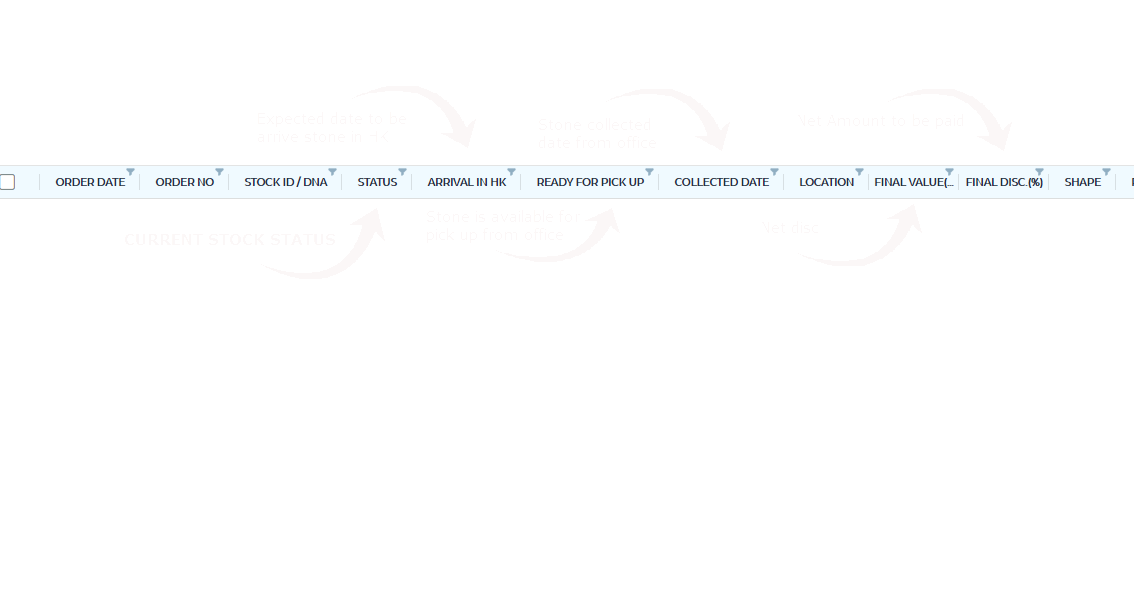 Expected date to be
arrive stone in
Stone collected
date from office
Net Amount to be paid
ORDER DATE ORDER NO STOCK ID / DNA STATUS ARRIVAL IN HK READY FOR PICK UP COLLECTED DATE LOCATION FINAL VALUE(... FINAL DISC.(%) SHAPE
CURRENT STOCK STATUS
Stone is available for
pick up from office
Net disc